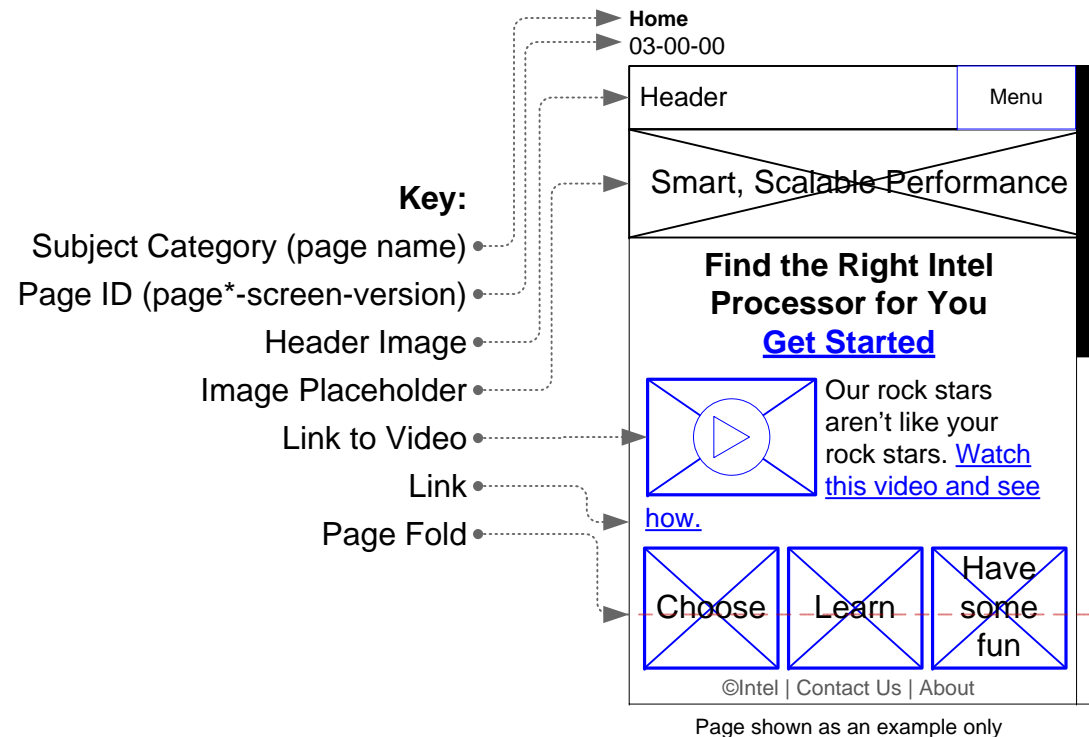 Home
03-00-00
Header
Menu
Smart, Scalable Performance
Key:
Subject Category (page name)
Page ID (page*-screen-version)
Header Image
Image Placeholder
Link to Video
Link
Page Fold
Find the Right Intel
Processor for You
Get Started
Our rock stars
aren’t like your
rock stars. Watch
this video and see
how.
Choose
Learn
Have
some
fun
©Intel | Contact Us | About
Page shown as an example only